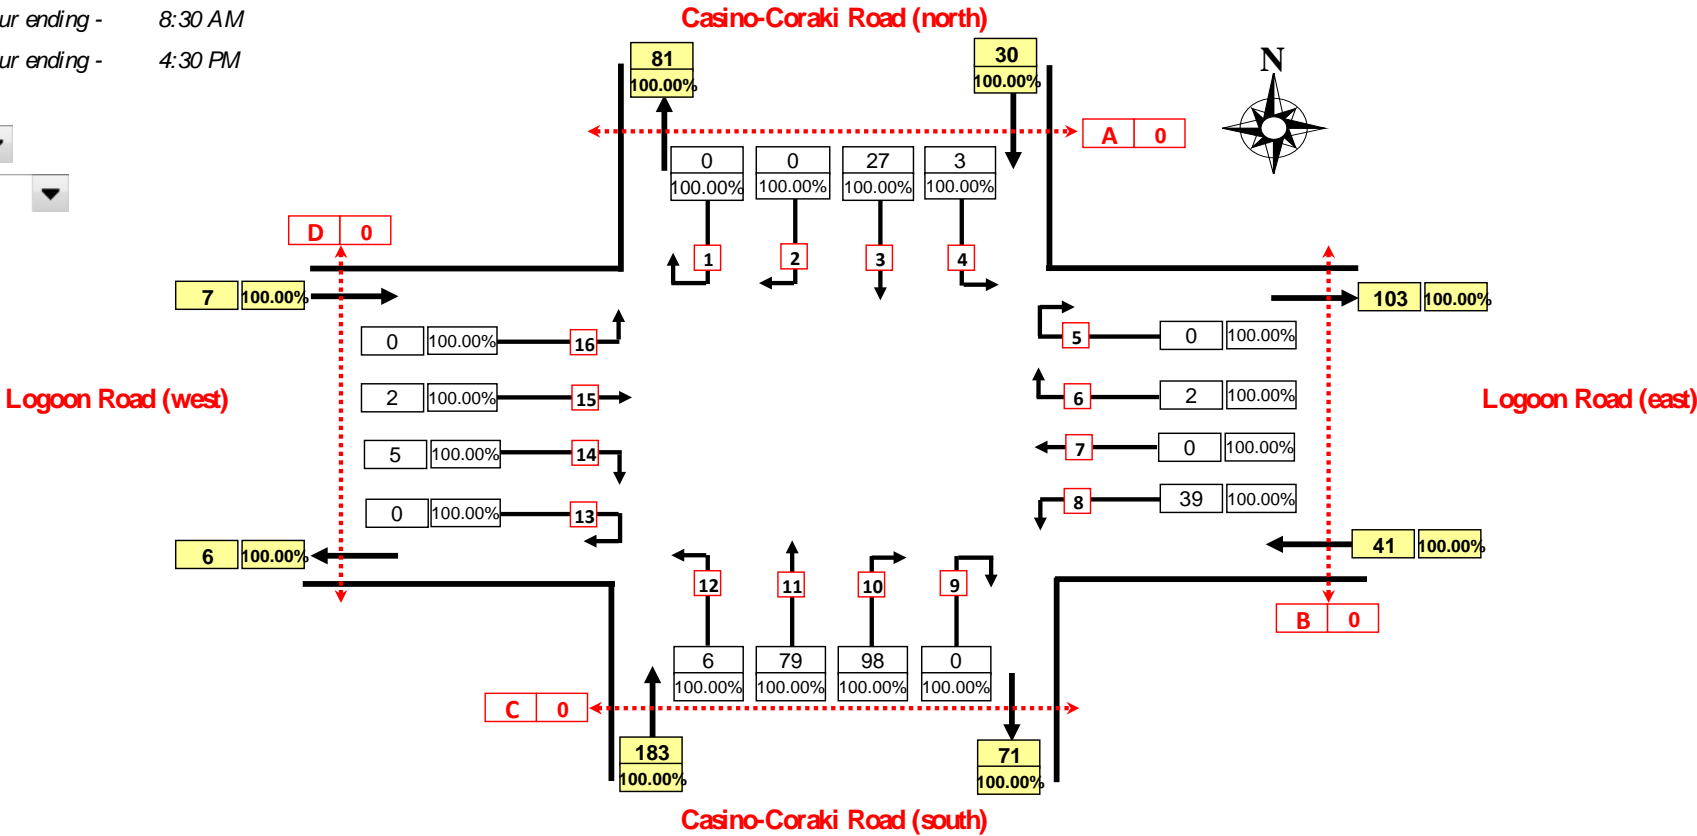 ur ending - 8:30 AM
ur ending - 4:30 PM
Casino-Coraki Road (north)
81
100.00%
30
100.00%
N
A 0
0 0 27 3
100.00% 100.00% 100.00% 100.00%
D 0
1 2 3 4
7 100.00%
103 100.00%
0 100.00% 16
5 0 100.00%
Logoon Road (west)
2 100.00% 15
6 2 100.00%
Logoon Road (east)
5 100.00% 14
7 0 100.00%
0 100.00% 13
8 39 100.00%
6 100.00%
41 100.00%
12 11 10 9
B 0
6 79 98 0
100.00% 100.00% 100.00% 100.00%
C 0
183
100.00%
71
100.00%
Casino-Coraki Road (south)